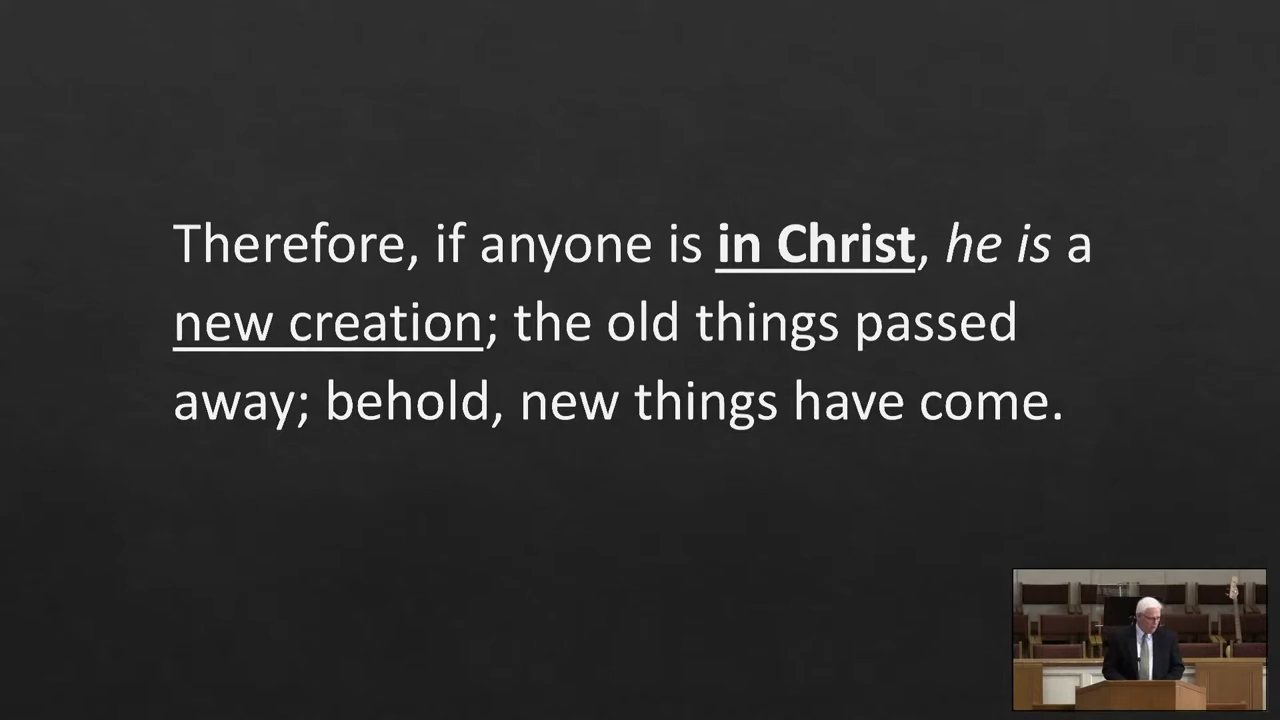 Therefore, if anyone is in Christ, he is a
new creation; the old things passed
away; behold, new things have come.